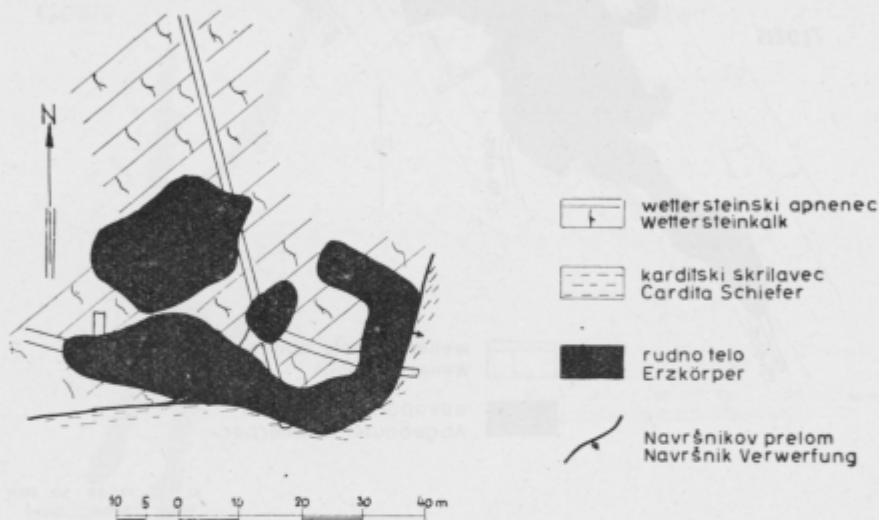 N
wettersteinski apnenec
Wettersteinkalk
karditski skrilavec
Cardita Schiefer
rudno telo
Erzkörper
Navršnikov prelom
Navršnik Verwerfung
10 5 0 10 20 30 40 m